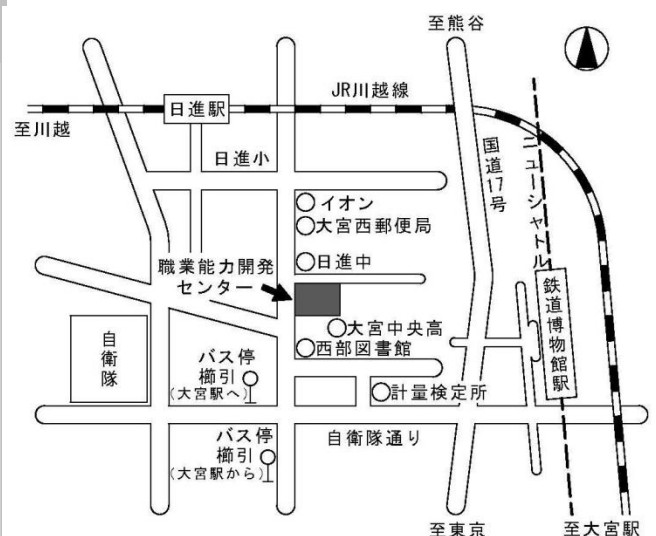 至熊谷
JR川越線
日進駅
至川越
日進小
国道17号
ニューシャトル
イオン
大宮西郵便局
日進中
職業能力開発
センター
鉄道博物館駅
大宮中央高
西部図書館
自衛隊
バス停
櫛引
(大宮駅へ)
計量検定所
自衛隊通り
バス停
櫛引
(大宮駅から)
至東京
至大宮駅